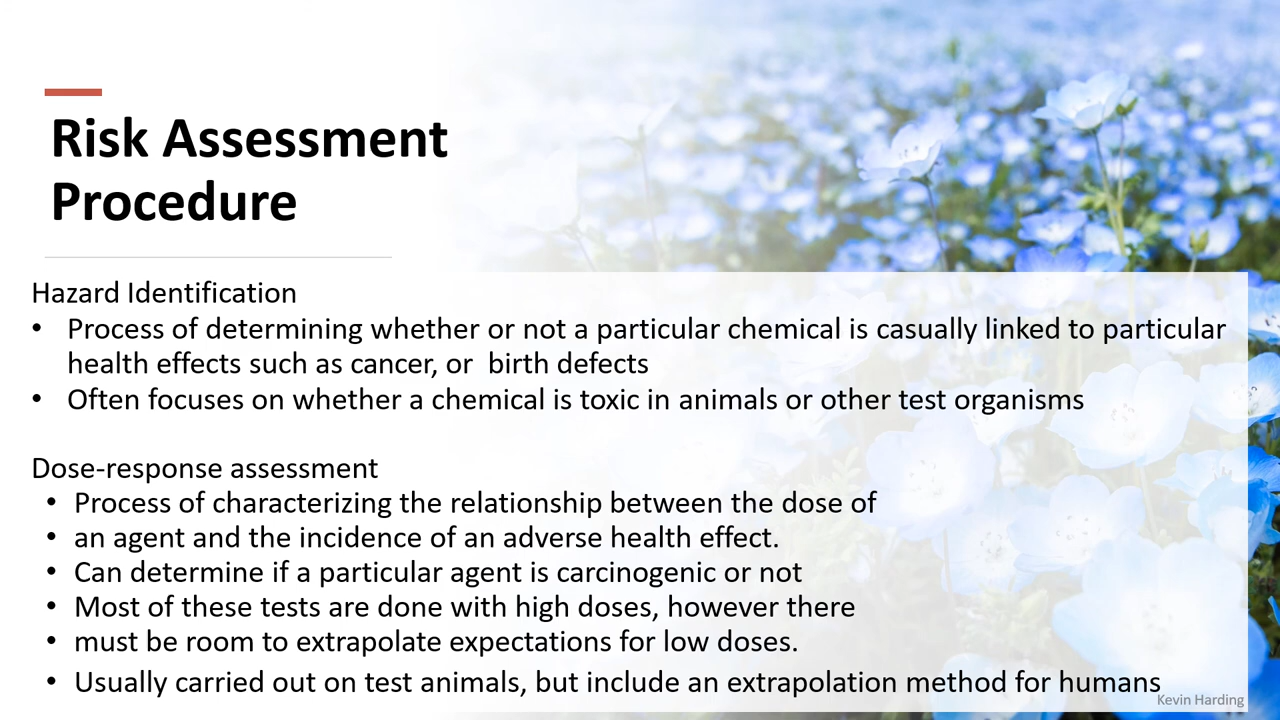 Risk Assessment
Procedure
Hazard Identification
• Process of determining whether or not a particular chemical is casually linked to particular
health effects such as cancer, or  birth defects
• Often focuses on whether a chemical is toxic in animals or other test organisms
Dose-response assessment
• Process of characterizing the relationship between the dose of
• an agent and the incidence of an adverse health effect.
• Can determine if a particular agent is carcinogenic or not
• Most of these tests are done with high doses, however there
• must be room to extrapolate expectations for low doses.
• Usually carried out on test animals, but include an extrapolation method for humans
Kevin Harding